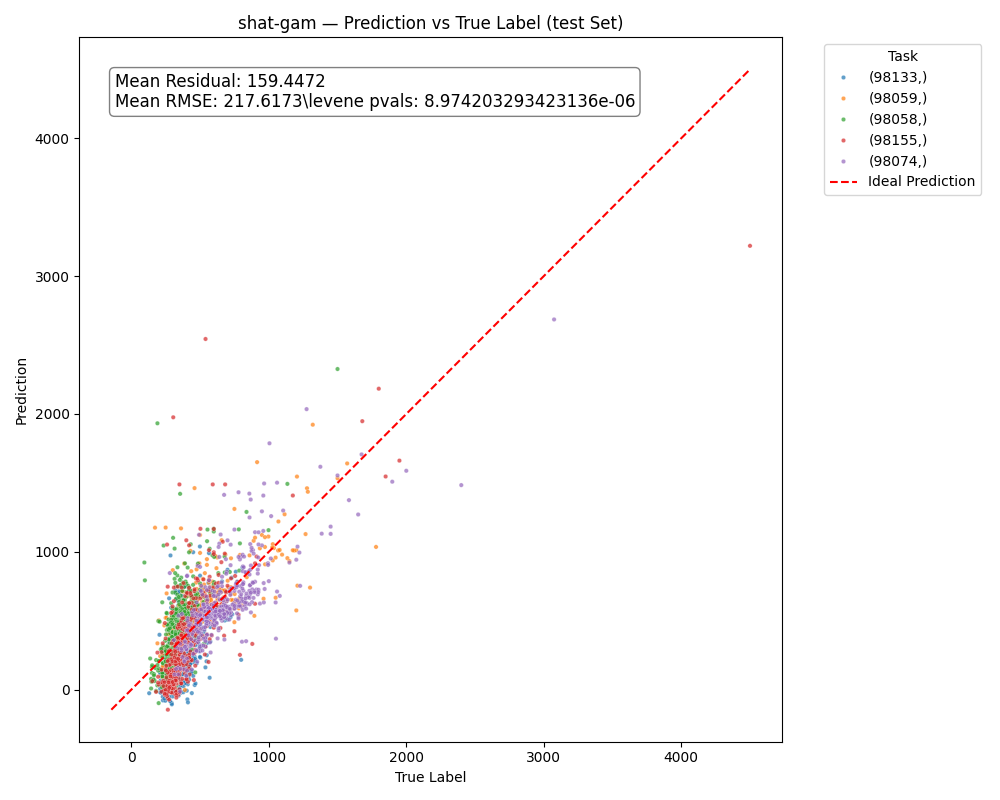 shat-gam — Prediction vs True Label (test Set)
Mean Residual: 159.4472
Mean RMSE: 217.6173\levene pvals: 8.974203293423136e-06
Task
(98133,)
(98059,)
(98058,)
(98155,)
(98074,)
Ideal Prediction
Prediction
4000
3000
2000
1000
0
0
1000
2000
3000
4000
True Label